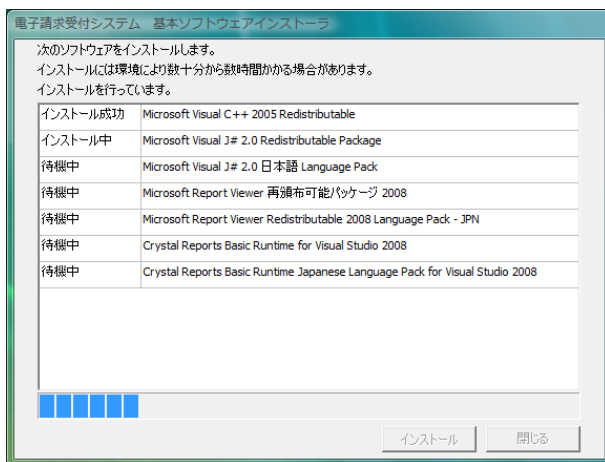 電子請求受付システム　基本ソフトウェアインストーラ
次のソフトウェアをインストールします。
インストールには環境により数十分から数時間かかる場合があります。
インストールを行っています。
インストール成功 Microsoft Visual C++ 2005 Redistributable
インストール中 Microsoft Visual J# 2.0 Redistributable Package
待機中 Microsoft Visual J# 2.0 日本語 Language Pack
待機中 Microsoft Report Viewer 再頒布可能パッケージ 2008
待機中 Microsoft Report Viewer Redistributable 2008 Language Pack - JPN
待機中 Crystal Reports Basic Runtime for Visual Studio 2008
待機中 Crystal Reports Basic Runtime Japanese Language Pack for Visual Studio 2008
インストール 閉じる